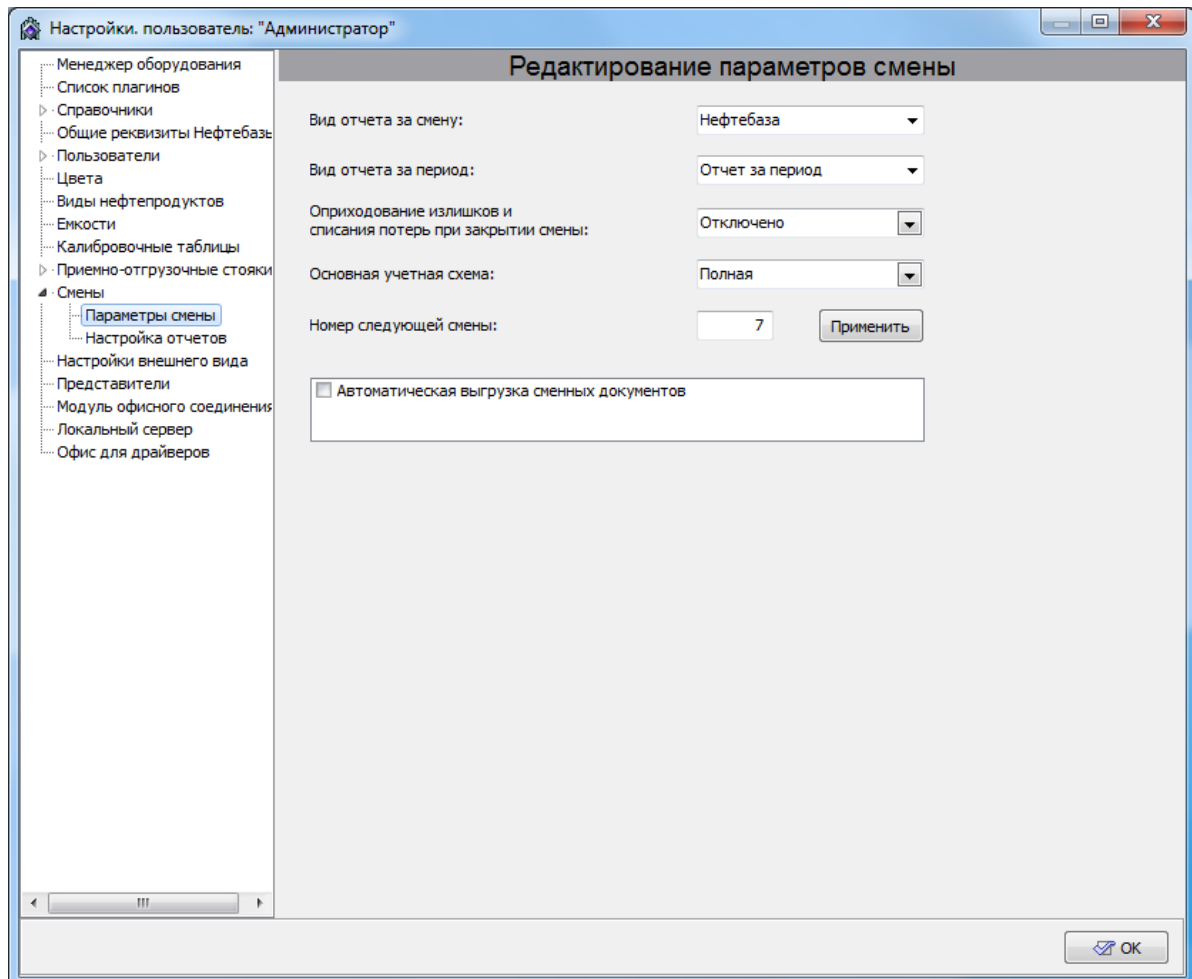 Настройки. пользователь: "Администратор"
Менеджер оборудования
Список плагинов
Справочники
Общие реквизиты Нефтебазь
Пользователи
Цвета
Виды нефтепродуктов
Емкости
Калибровочные таблицы
Приемно-отгрузочные стояки
Смены
Параметры смены
Настройка отчетов
Настройки внешнего вида
Представители
Модуль офисного соединения
Локальный сервер
Офис для драйверов
Редактирование параметров смены
Вид отчета за смену: Нефтебаза
Вид отчета за период: Отчет за период
Оприходование излишков и
списания потерь при закрытии смены: Отключено
Основная учетная схема: Полная
Номер следующей смены: 7 Применить
Автоматическая выгрузка сменных документов
OK